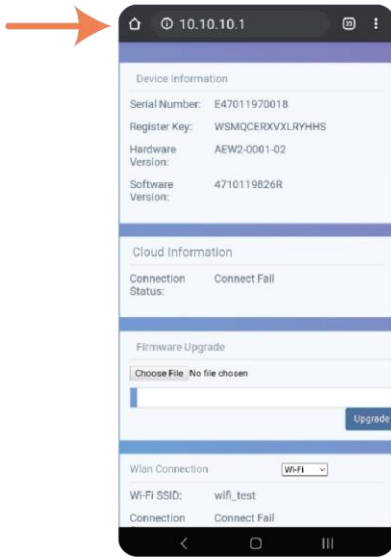 10.10.10.1
35
Device Information
Serial Number: E47011970018
Register Key: WSMQCERXVXLRYHHS
Hardware Version: AEW2-0001-02
Software Version: 4710119826R
Cloud Information
Connection Status: Connect Fail
Firmware Upgrade
Choose File No file chosen
Upgrade
Wlan Connection Wi-Fi
Wi-Fi SSID: wifi_test
Connection Connect Fail